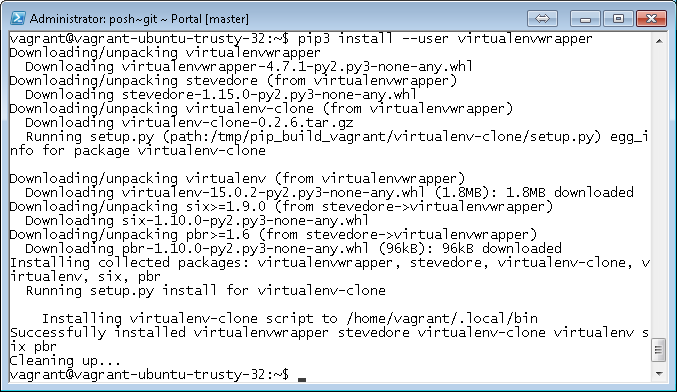 Administrator: posh~git ~ Portal [master]
vagrant@vagrant-ubuntu-trusty-32:~$ pip3 install --user virtualenvwrapper
Downloading/unpacking virtualenvwrapper
  Downloading virtualenvwrapper-4.7.1-py2.py3-none-any.whl
Downloading/unpacking stevedore (from virtualenvwrapper)
  Downloading stevedore-1.15.0-py2.py3-none-any.whl
Downloading/unpacking virtualenv-clone (from virtualenvwrapper)
  Downloading virtualenv-clone-0.2.6.tar.gz
  Running setup.py (path:/tmp/pip_build_vagrant/virtualenv-clone/setup.py) egg_i
nfo for package virtualenv-clone

Downloading/unpacking virtualenv (from virtualenvwrapper)
  Downloading virtualenv-15.0.2-py2.py3-none-any.whl (1.8MB): 1.8MB downloaded
Downloading/unpacking six>=1.9.0 (from stevedore->virtualenvwrapper)
  Downloading six-1.10.0-py2.py3-none-any.whl
Downloading/unpacking pbr>=1.6 (from stevedore->virtualenvwrapper)
  Downloading pbr-1.10.0-py2.py3-none-any.whl (96kB): 96kB downloaded
Installing collected packages: virtualenvwrapper, stevedore, virtualenv-clone, v
irtualenv, six, pbr
  Running setup.py install for virtualenv-clone

    Installing virtualenv-clone script to /home/vagrant/.local/bin
Successfully installed virtualenvwrapper stevedore virtualenv-clone virtualenv s
ix pbr
Cleaning up...
vagrant@vagrant-ubuntu-trusty-32:~$ _